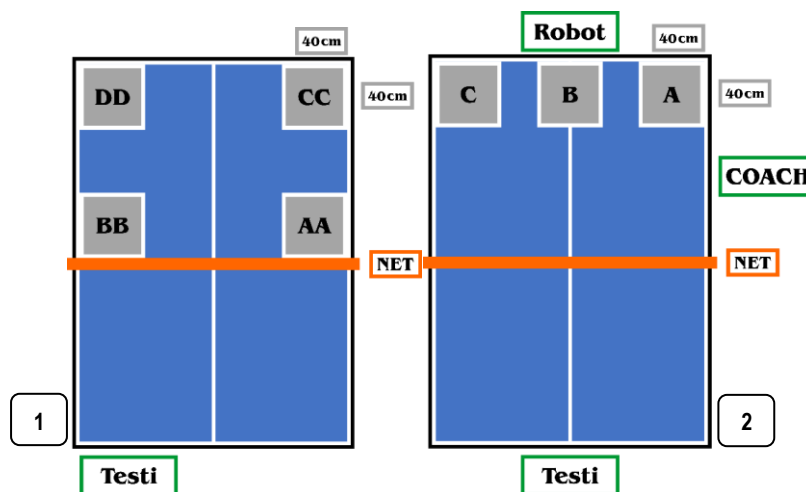 40cm
DD
CC
40cm
BB
AA
NET
1
Testi
Robot
40cm
C
B
A
40cm
COACH
NET
2
Testi